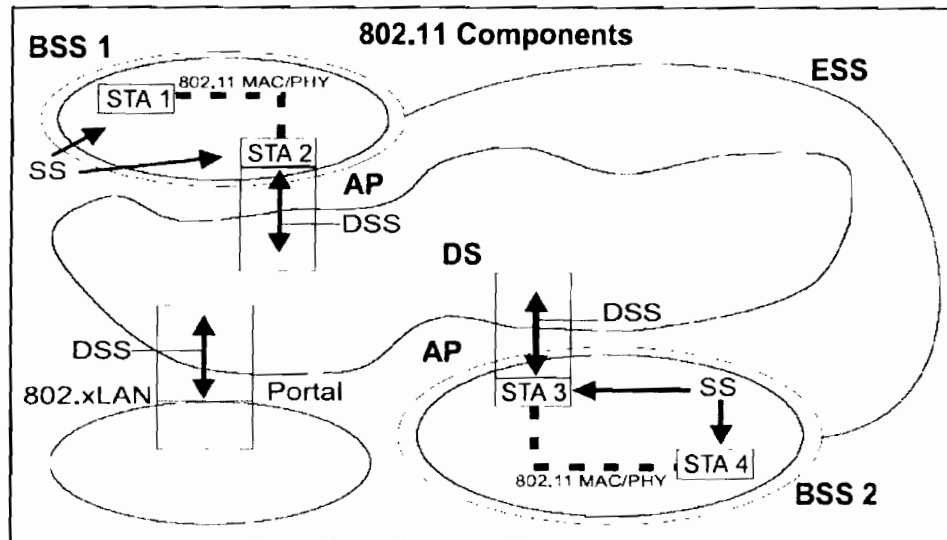 802.11 Components
BSS 1
ESS
802.11 MAC/PHY
STA 1
STA 2
SS
AP
DSS
DS
DSS
DSS
AP
802.xLAN
Portal
STA 3
SS
STA 4
802.11 MAC/PHY
BSS 2